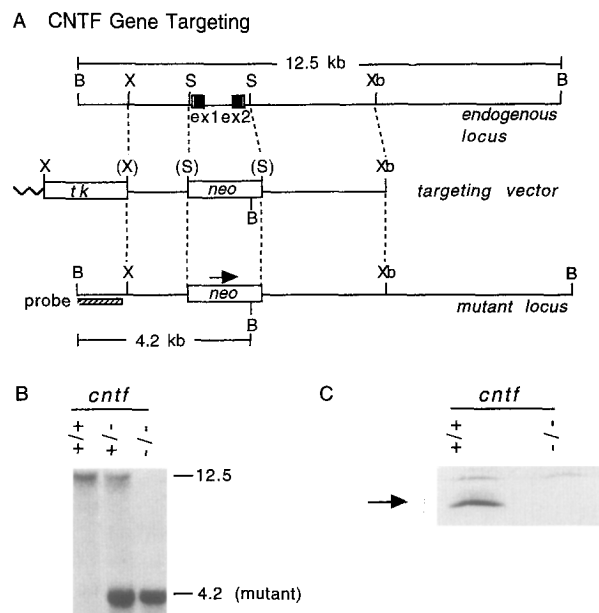 A CNTF Gene Targeting
12.5 kb
B X S S Xb B
ex1 ex2
endogenous
locus
X (X) (S) (S) Xb
tk neo targeting vector
B
B X Xb B
probe neo mutant locus
B
4.2 kb
B cntf
+/+ -/+ -/-
12.5
4.2 (mutant)
C cntf
+/+ -/-